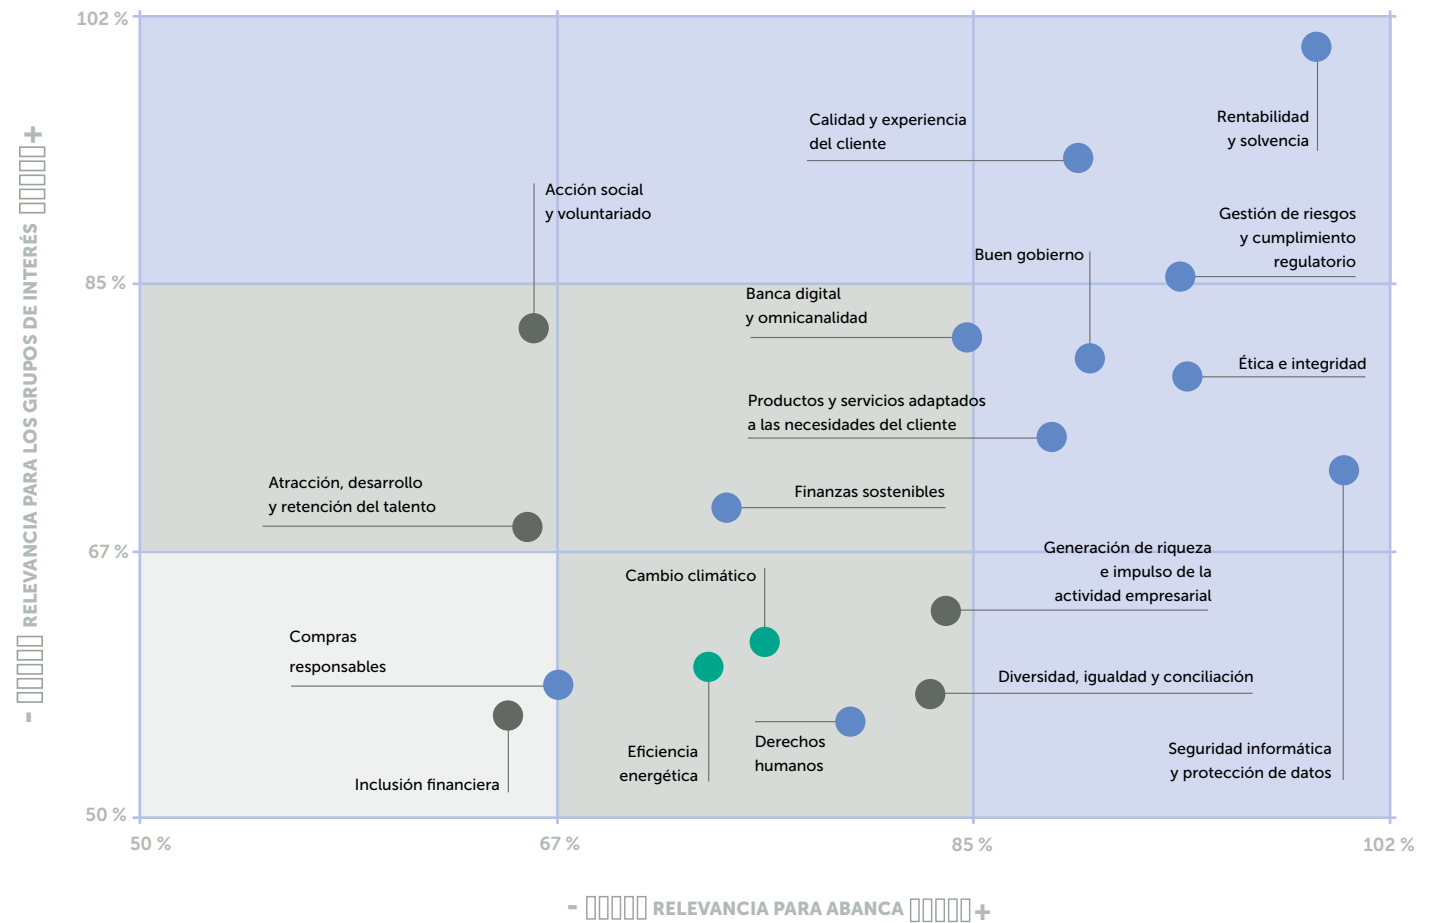 102 %
Calidad y experiencia
del cliente
Rentabilidad
y solvencia
Acción social
y voluntariado
Gestión de riesgos
y cumplimiento
regulatorio
Buen gobierno
85 %
Banca digital
y omnicanalidad
Ética e integridad
Productos y servicios adaptados
a las necesidades del cliente
Atracción, desarrollo
y retención del talento
Finanzas sostenibles
67 %
Generación de riqueza
e impulso de la
actividad empresarial
Cambio climático
Compras
responsables
Diversidad, igualdad y conciliación
Derechos
humanos
Eficiencia
energética
Seguridad informática
y protección de datos
Inclusión financiera
50 %
50 %
67 %
85 %
102 %
- RELEVANCIA PARA LOS GRUPOS DE INTERÉS +
- RELEVANCIA PARA ABANCA +